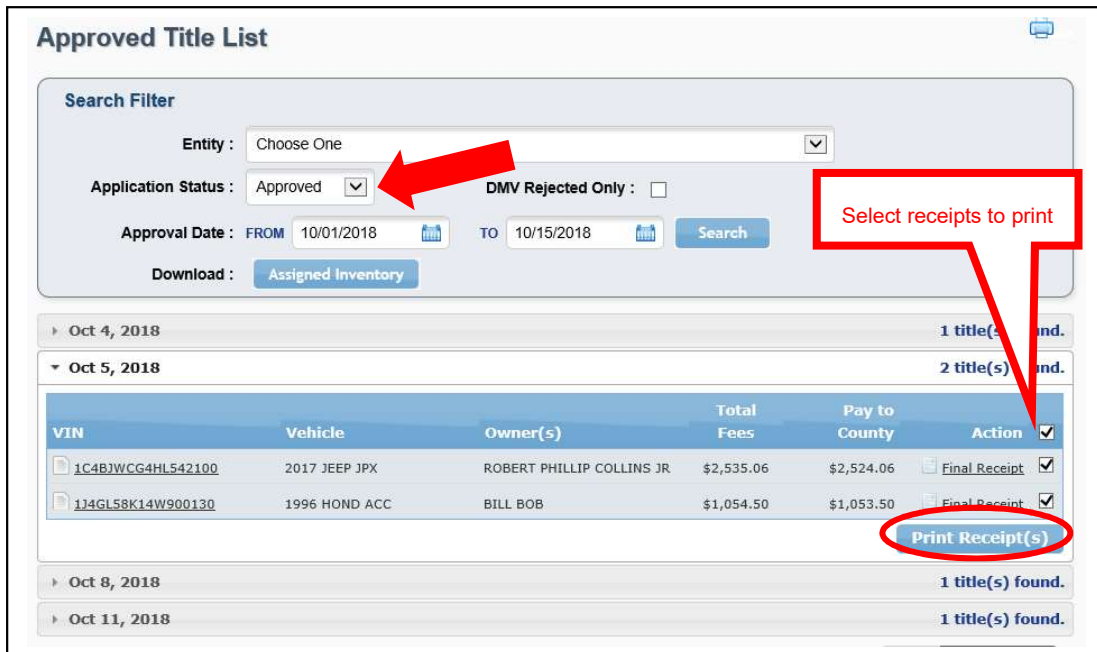 Approved Title List
Search Filter
Entity : Choose One
Application Status : Approved DMV Rejected Only :
Select receipts to print
Approval Date : FROM 10/01/2018 TO 10/15/2018 Search
Download : Assigned Inventory
Oct 4, 2018 1 title(s nd.
Oct 5, 2018 2 title(s) und.
VIN Vehicle Owner(s) Total Fees Pay to County Action
1C4BJWCG4HL542100 2017 JEEP JPX ROBERT PHILLIP COLLINS JR $2,535.06 $2,524.06 Final Receipt
1J4GL58K14W900130 1996 HOND ACC BILL BOB $1,054.50 $1,053.50 Final Receipt
Print Receipt(s)
Oct 8, 2018 1 title(s) found.
Oct 11, 2018 1 title(s) found.